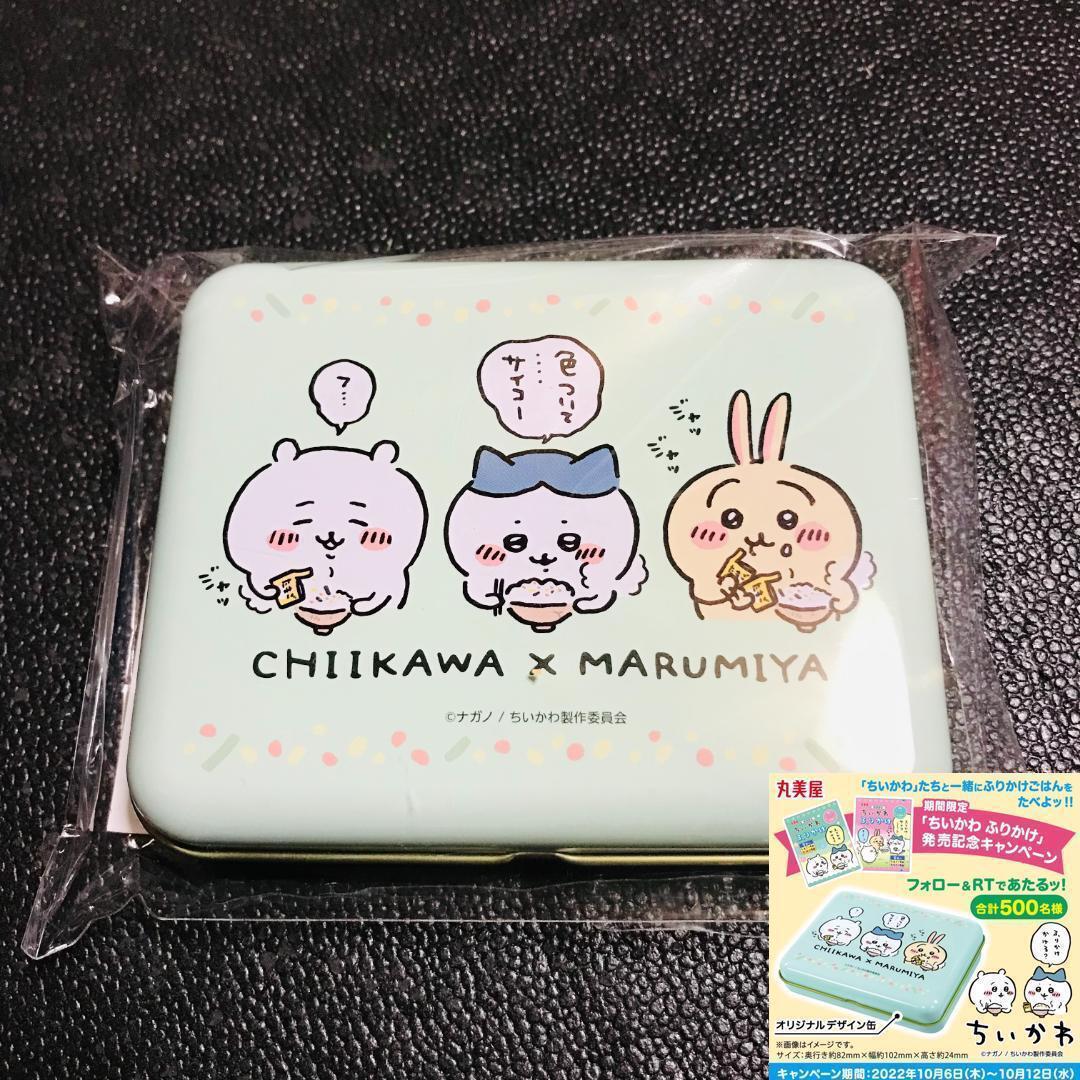 フ…
色ついて
……
サイコー
ジャッ
ジャッ
ジャッ
CHIIKAWA × MARUMIYA
©ナガノ / ちいかわ製作委員会
丸美屋
「ちいかわ」たちと一緒にふりかけごはんを
たべよッ!!
期間限定
「ちいかわ ふりかけ」
発売記念キャンペーン
フォロー&RTであたるッ!
合計500名様
CHIIKAWA × MARUMIYA
ふりかけ
かける?
オリジナルデザイン缶
※画像はイメージです。
サイズ:奥行き約82mm×幅約102mm×高さ約24mm
ちいかわ
©ナガノ / ちいかわ製作委員会
キャンペーン期間:2022年10月6日(木)〜10月12日(水)